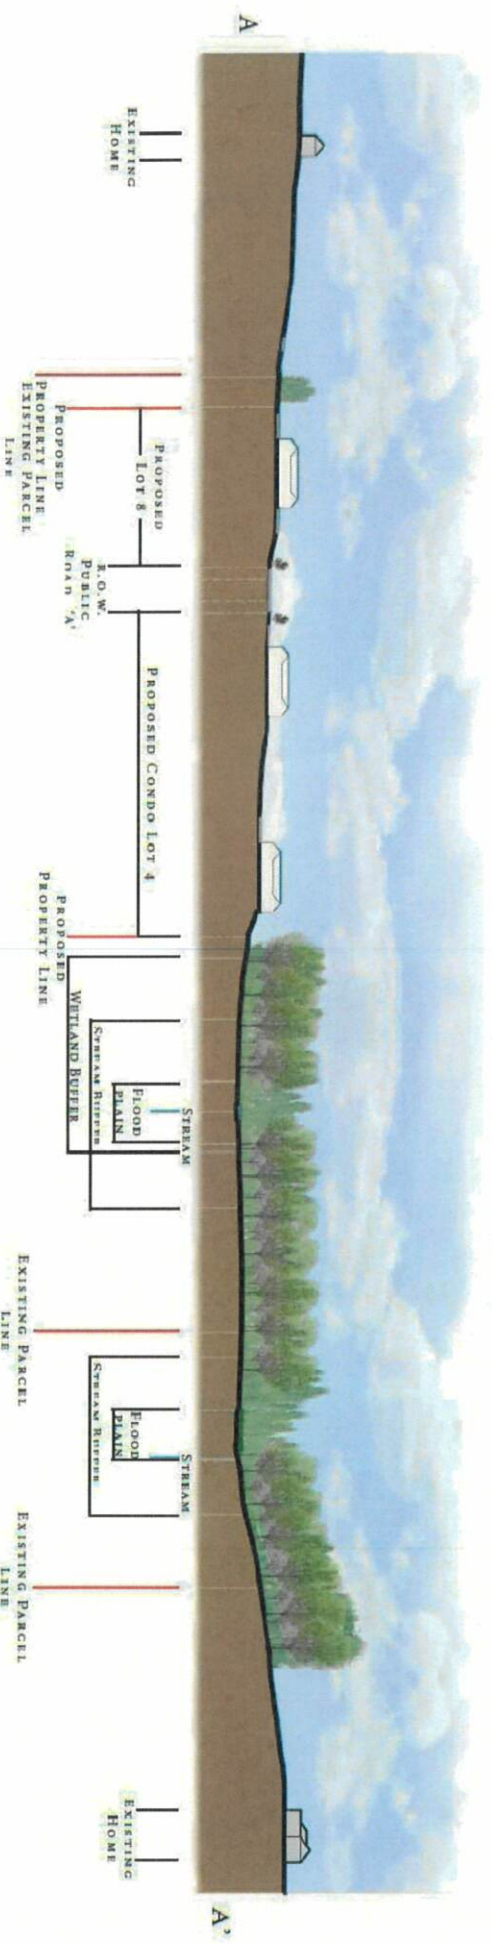 A
EXISTING
HOME
EXISTING PARCEL
LINE
PROPOSED
PROPERTY LINE
PROPOSED
LOT 8
R.O.W.
PUBLIC
ROAD 'A'
PROPOSED CONDO LOT 4
PROPOSED
PROPERTY LINE
WETLAND BUFFER
STREAM BUFFER
FLOOD
PLAIN
STREAM
EXISTING PARCEL
LINE
STREAM BUFFER
FLOOD
PLAIN
STREAM
EXISTING PARCEL
LINE
EXISTING
HOME
A'